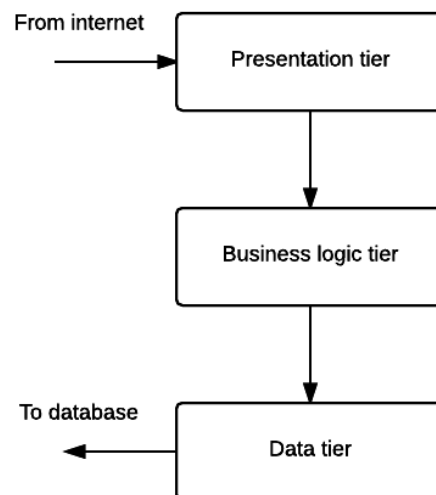 From internet
Presentation tier
Business logic tier
To database
Data tier